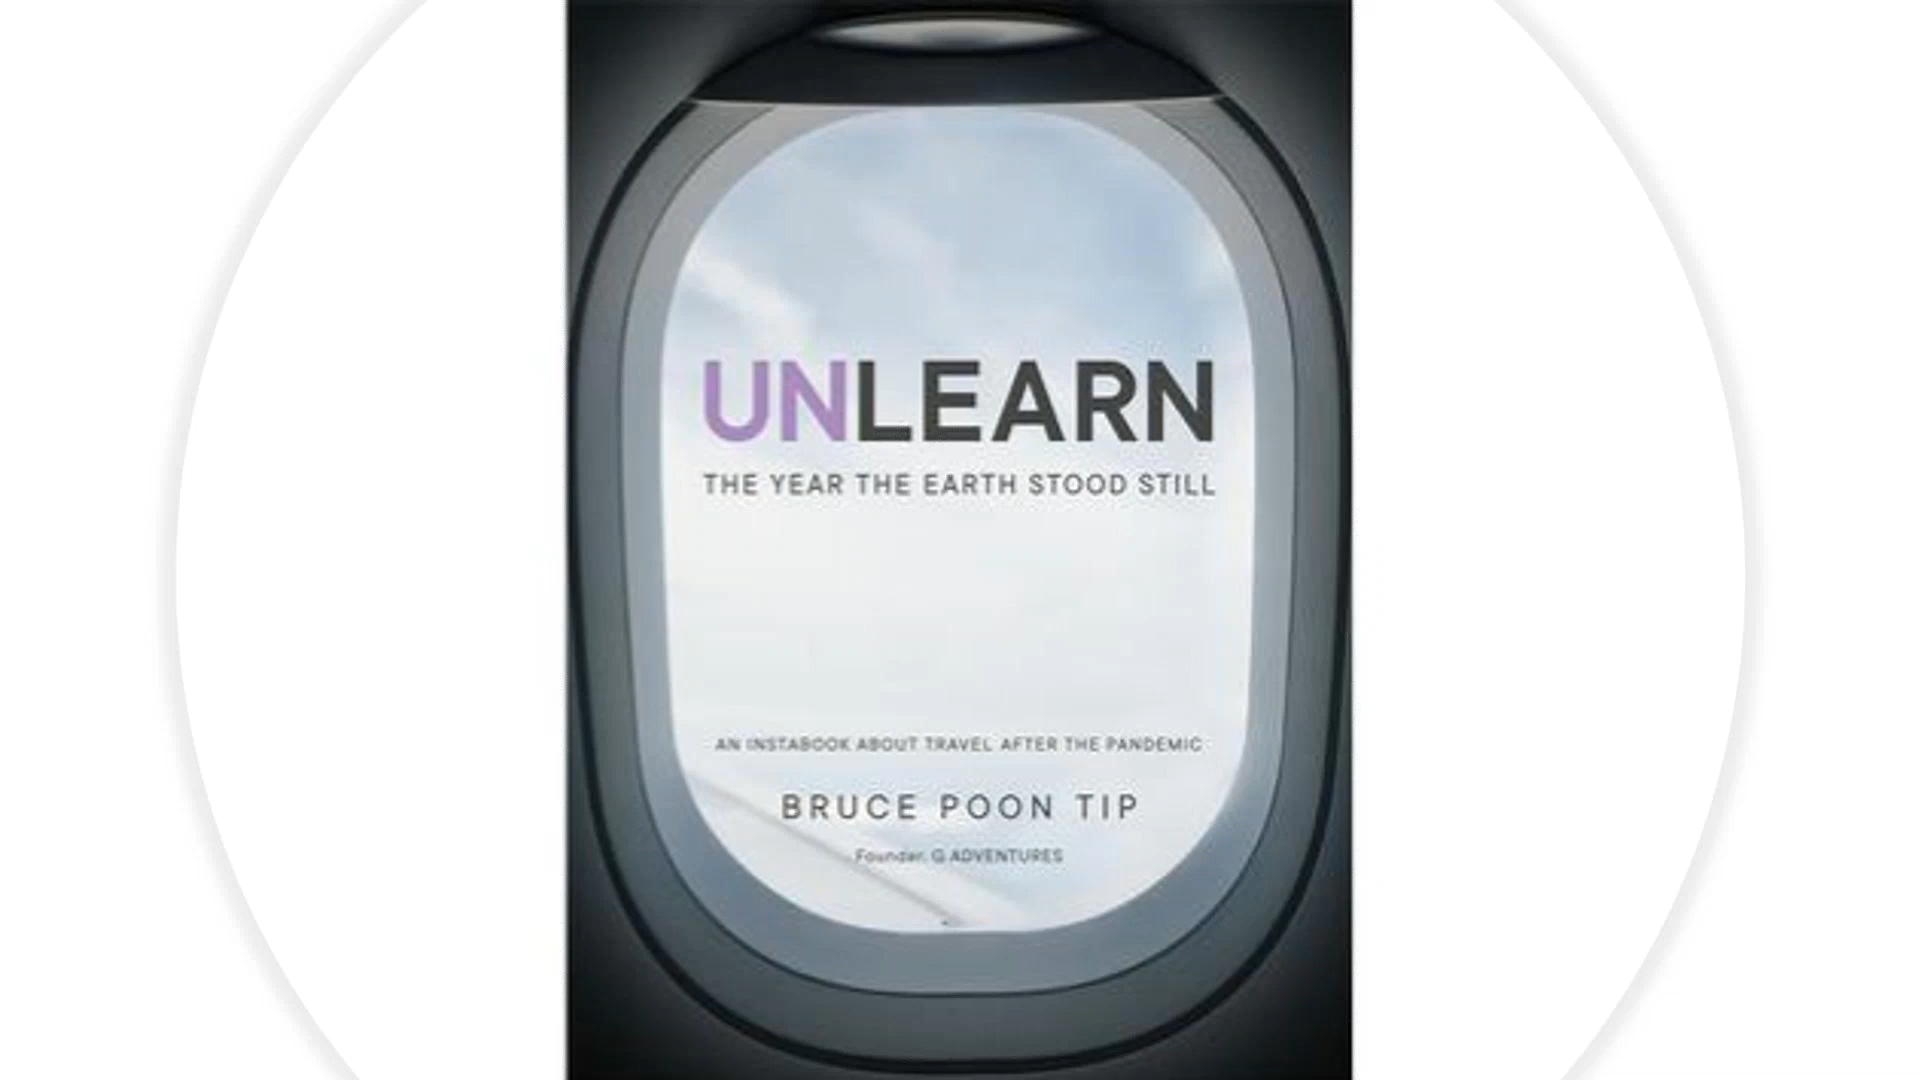 UNLEARN
THE YEAR THE EARTH STOOD STILL
AN INSTABOOK ABOUT TRAVEL AFTER THE PANDEMIC
BRUCE POON TIP
Founder, G ADVENTURES